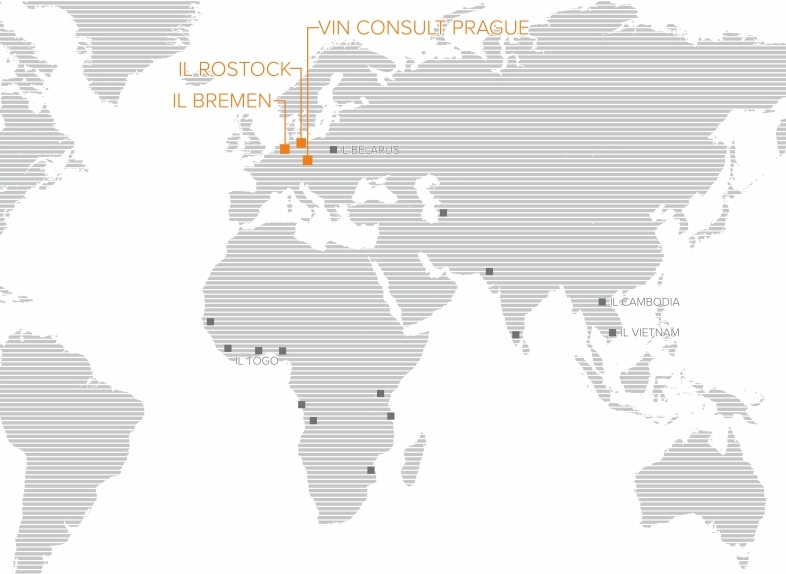 VIN CONSULT PRAGUE
IL ROSTOCK
IL BREMEN
IL BELARUS
IL CAMBODIA
IL VIETNAM
IL TOGO